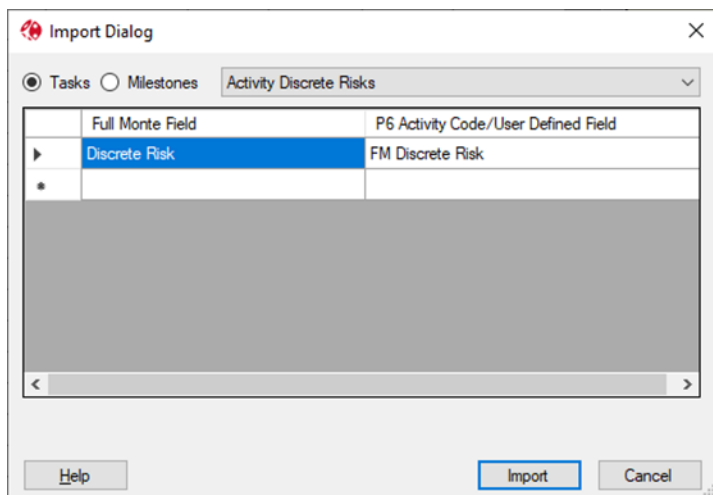 Import Dialog
Tasks Milestones Activity Discrete Risks
Full Monte Field P6 Activity Code/User Defined Field
Discrete Risk FM Discrete Risk
Help Import Cancel